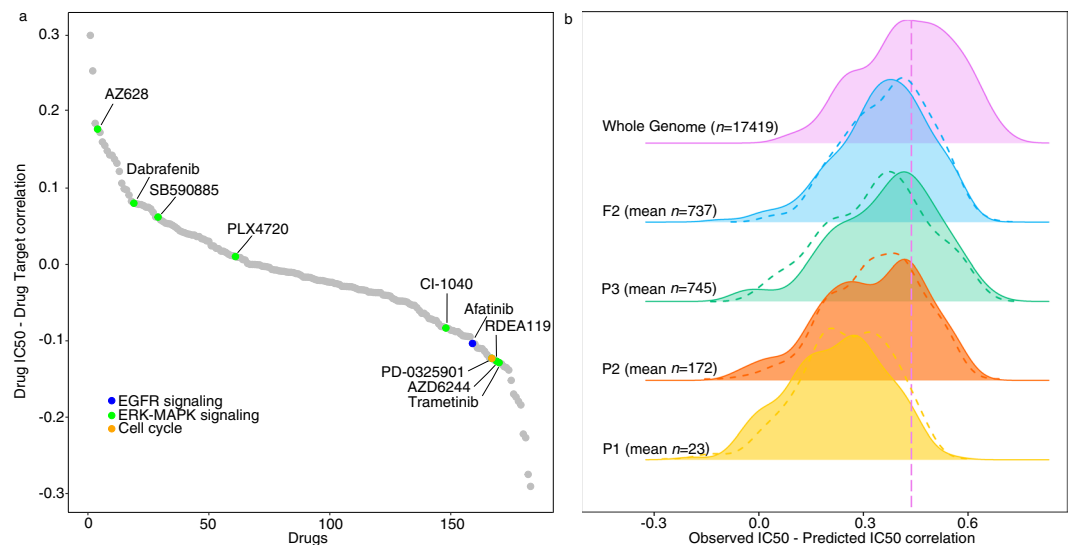 a
0.3
0.2
0.1
0.0
-0.1
-0.2
-0.3
Drug IC50 - Drug Target correlation
AZ628
Dabrafenib
SB590885
PLX4720
CI-1040
Afatinib
RDEA119
PD-0325901
AZD6244
Trametinib
EGFR signaling
ERK-MAPK signaling
Cell cycle
0
50
100
150
Drugs
b
Whole Genome (n=17419)
F2 (mean n=737)
P3 (mean n=745)
P2 (mean n=172)
P1 (mean n=23)
-0.3
0.0
0.3
0.6
Observed IC50 - Predicted IC50 correlation